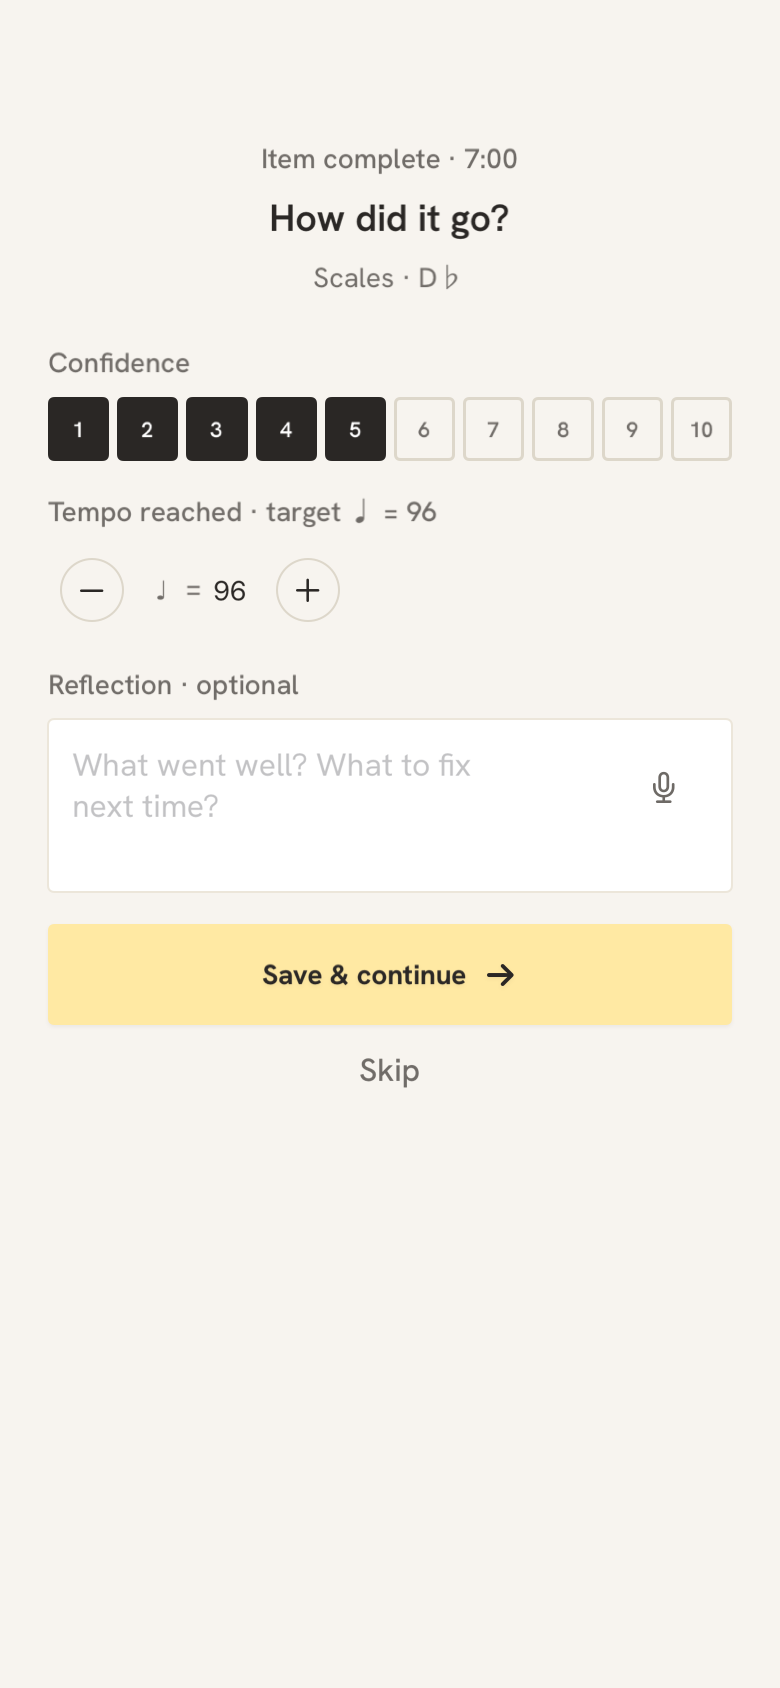 Item complete · 7:00
How did it go?
Scales · D ♭
Confidence
1 2 3 4 5 6 7 8 9 10
Tempo reached · target ♩ = 96
− ♩ = 96 +
Reflection · optional
What went well? What to fix
next time?
Save & continue →
Skip